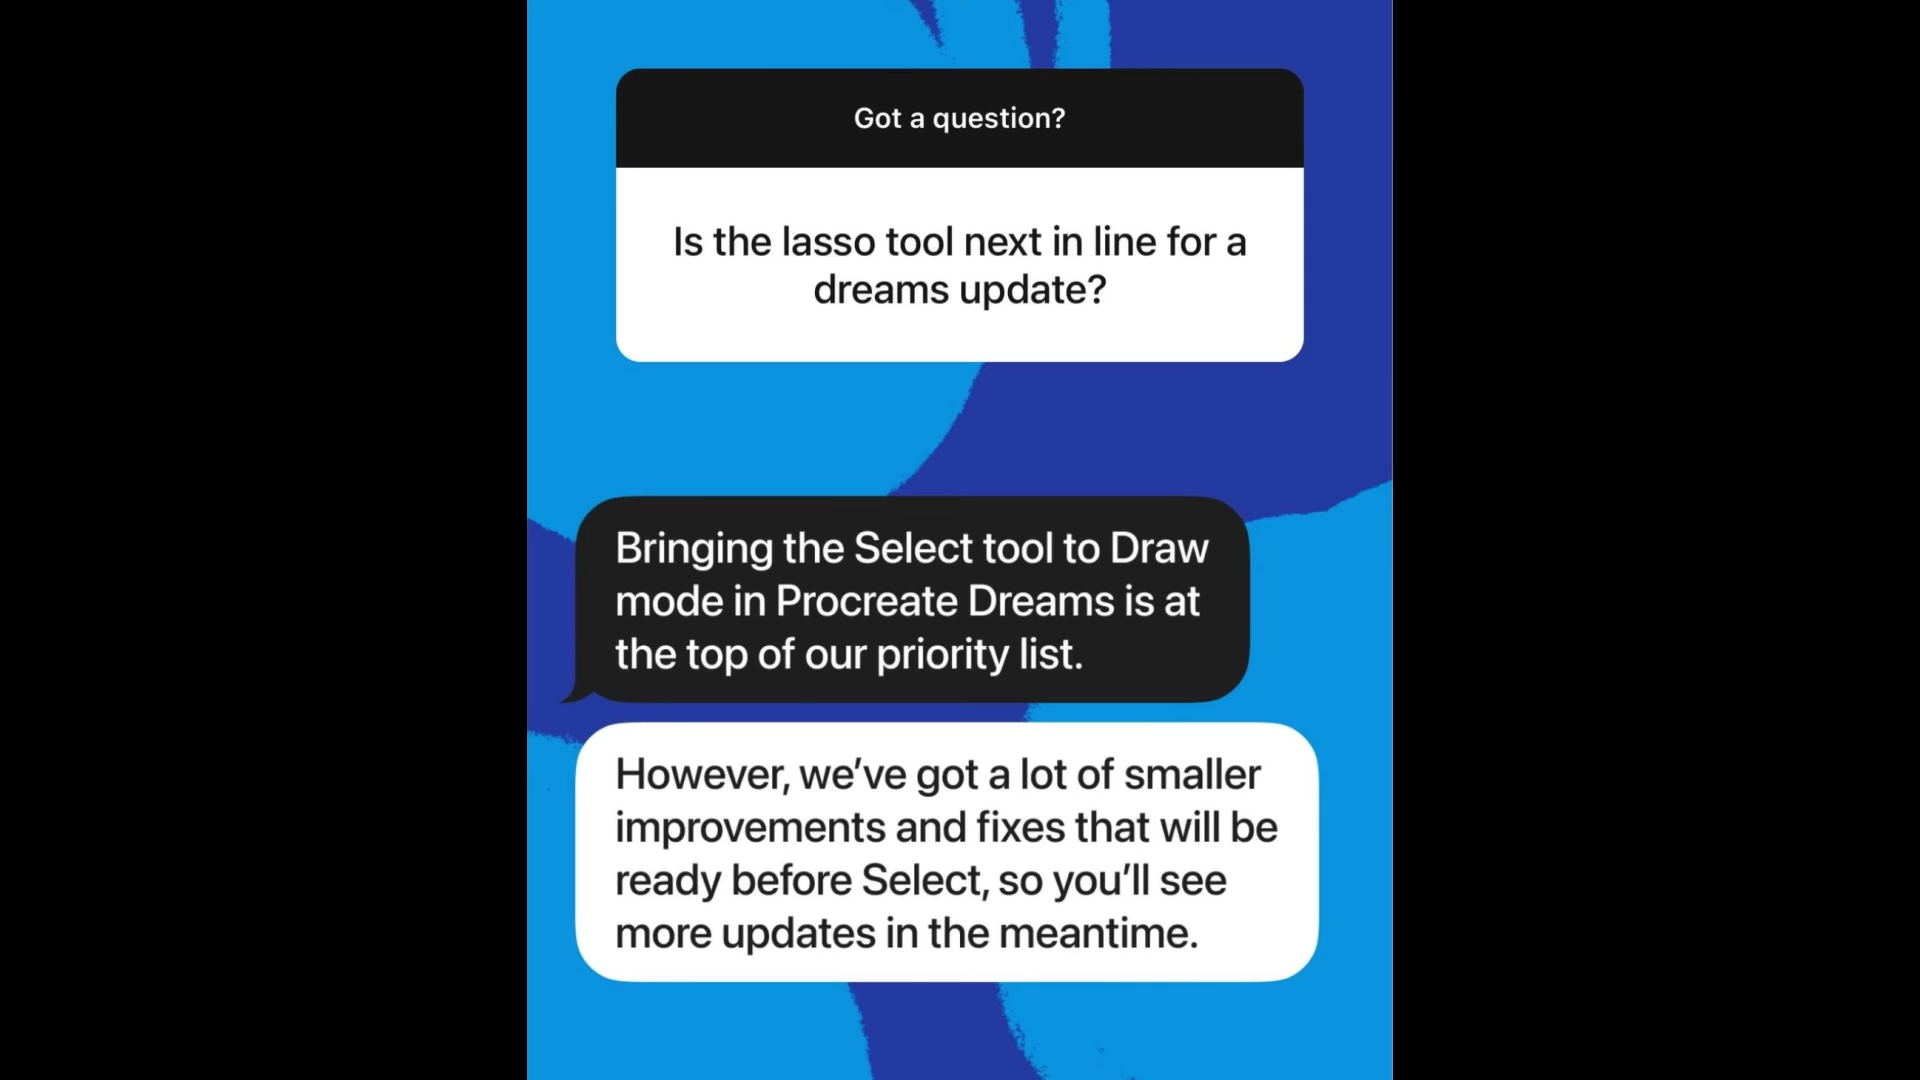 Got a question?
Is the lasso tool next in line for a
dreams update?
Bringing the Select tool to Draw
mode in Procreate Dreams is at
the top of our priority list.
However, we’ve got a lot of smaller
improvements and fixes that will be
ready before Select, so you’ll see
more updates in the meantime.